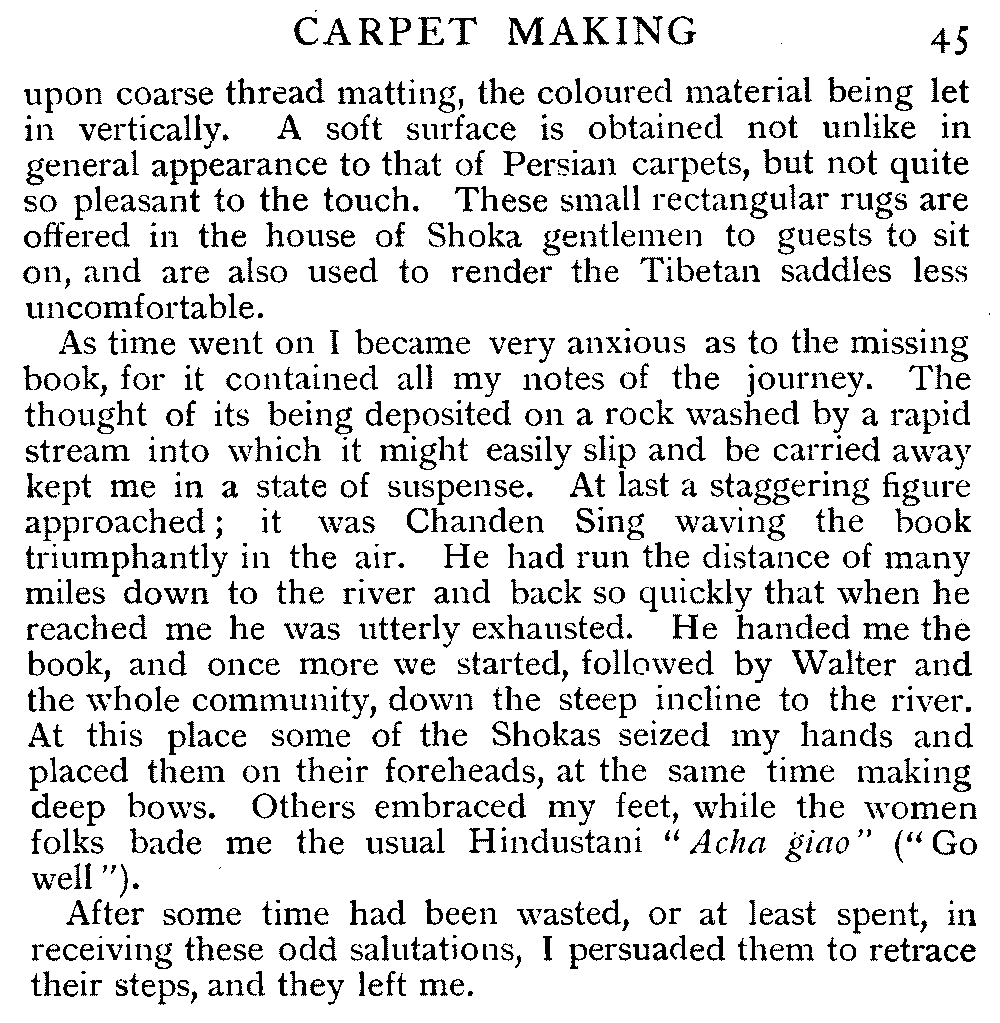 CARPET MAKING 45
upon coarse thread matting, the coloured material being let
in vertically. A soft surface is obtained not unlike in
general appearance to that of Persian carpets, but not quite
so pleasant to the touch. These small rectangular rugs are
offered in the house of Shoka gentlemen to guests to sit
on, and are also used to render the Tibetan saddles less
uncomfortable.
As time went on I became very anxious as to the missing
book, for it contained all my notes of the journey. The
thought of its being deposited on a rock washed by a rapid
stream into which it might easily slip and be carried away
kept me in a state of suspense. At last a staggering figure
approached; it was Chanden Sing waving the book
triumphantly in the air. He had run the distance of many
miles down to the river and back so quickly that when he
reached me he was utterly exhausted. He handed me the
book, and once more we started, followed by Walter and
the whole community, down the steep incline to the river.
At this place some of the Shokas seized my hands and
placed them on their foreheads, at the same time making
deep bows. Others embraced my feet, while the women
folks bade me the usual Hindustani "Acha giao" ("Go
well").
After some time had been wasted, or at least spent, in
receiving these odd salutations, I persuaded them to retrace
their steps, and they left me.